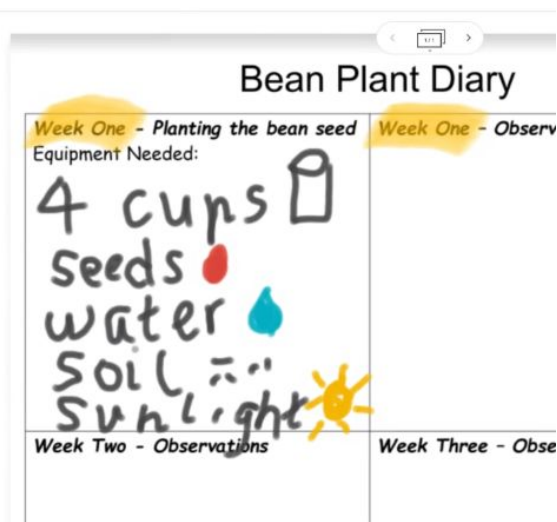 Bean Plant Diary
Week One - Planting the bean seed
Equipment Needed:
4 cups
seeds
water
soil
sunlight
Week One - Observ
Week Two - Observations
Week Three - Obse